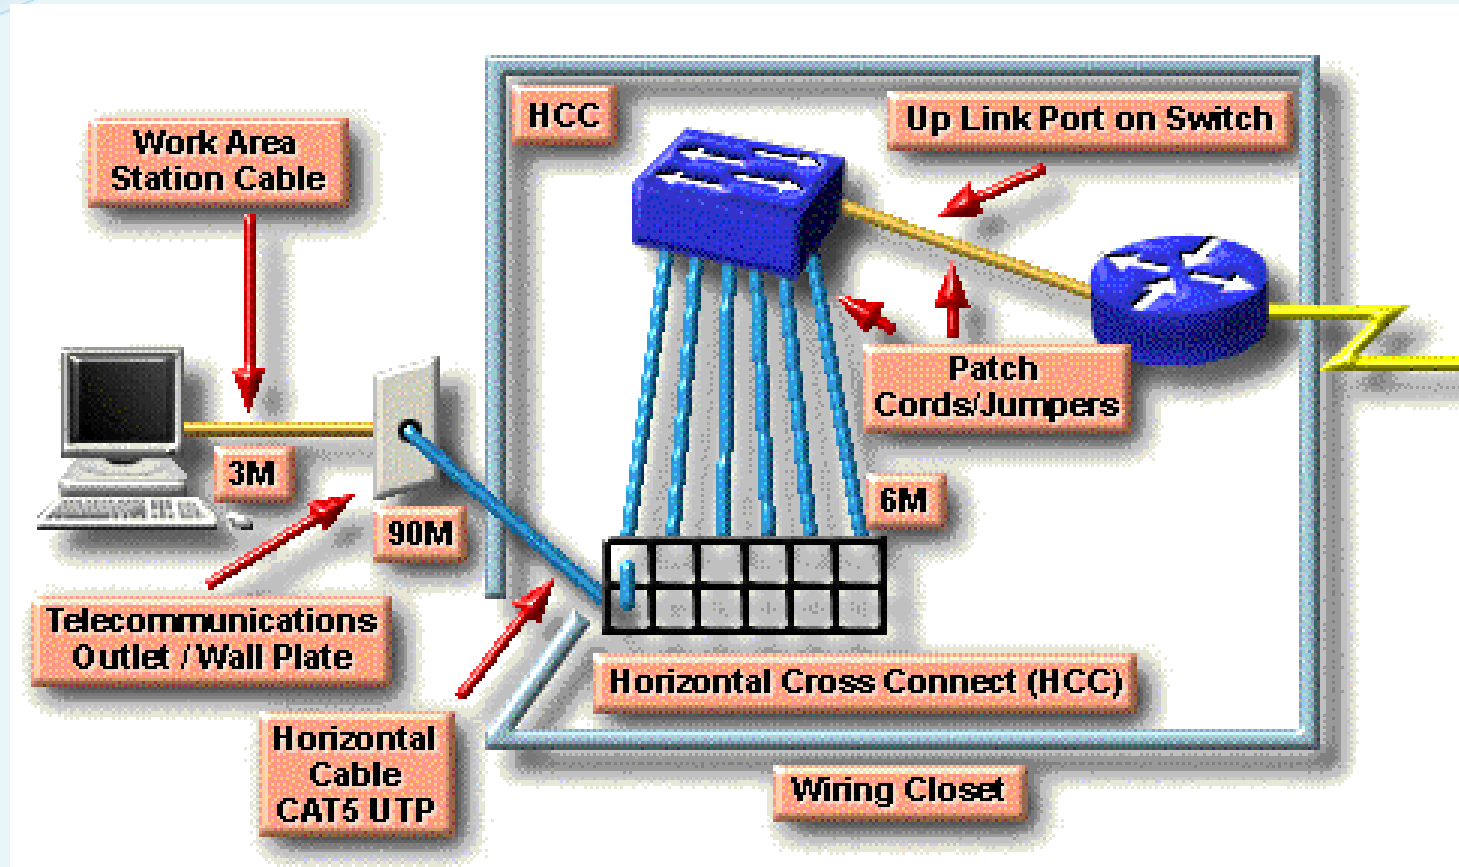 HCC
Up Link Port on Switch
Work Area
Station Cable
Patch
Cords/Jumpers
3M
90M
6M
Telecommunications
Outlet / Wall Plate
Horizontal Cross Connect (HCC)
Horizontal
Cable
CAT5 UTP
Wiring Closet